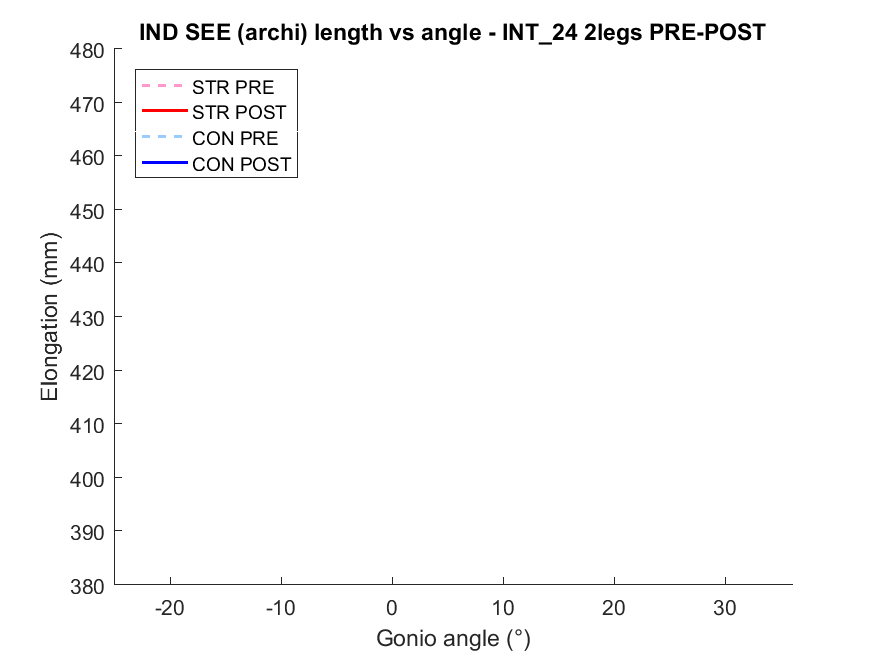 IND SEE (archi) length vs angle - INT_24 2legs PRE-POST
480
470
460
450
440
430
420
410
400
390
380
Elongation (mm)
STR PRE
STR POST
CON PRE
CON POST
-20 -10 0 10 20 30
Gonio angle (°)